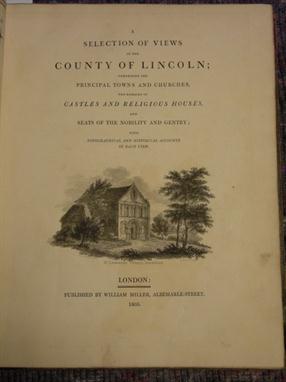 A
SELECTION OF VIEWS
IN THE
COUNTY OF LINCOLN;
COMPRISING THE
PRINCIPAL TOWNS AND CHURCHES,
THE REMAINS OF
CASTLES AND RELIGIOUS HOUSES,
AND
SEATS OF THE NOBILITY AND GENTRY;
WITH
TOPOGRAPHICAL AND HISTORICAL ACCOUNTS
OF EACH VIEW.
LONDON:
PUBLISHED BY WILLIAM MILLER, ALBEMARLE-STREET.